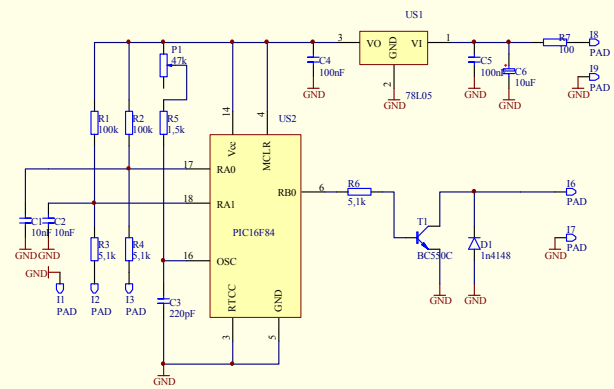 US1
3 VO GND VI 1
2
78L05
C4
100nF
GND
GND
C5
100nF
GND
C6
10uF
GND
R7
100
I8
PAD
I9
PAD
GND
P1
47k
R1
100k
R2
100k
R5
1,5k
14
4
US2
Vcc
MCLR
17 RA0
18 RA1
16 OSC
RB0 6
PIC16F84
RTCC
GND
3
5
R6
5,1k
T1
BC550C
GND
D1
1n4148
GND
I6
PAD
I7
PAD
GND
C1
10nF
GND
C2
10nF
GND
R3
5,1k
R4
5,1k
GND
I1
PAD
I2
PAD
I3
PAD
C3
220pF
GND